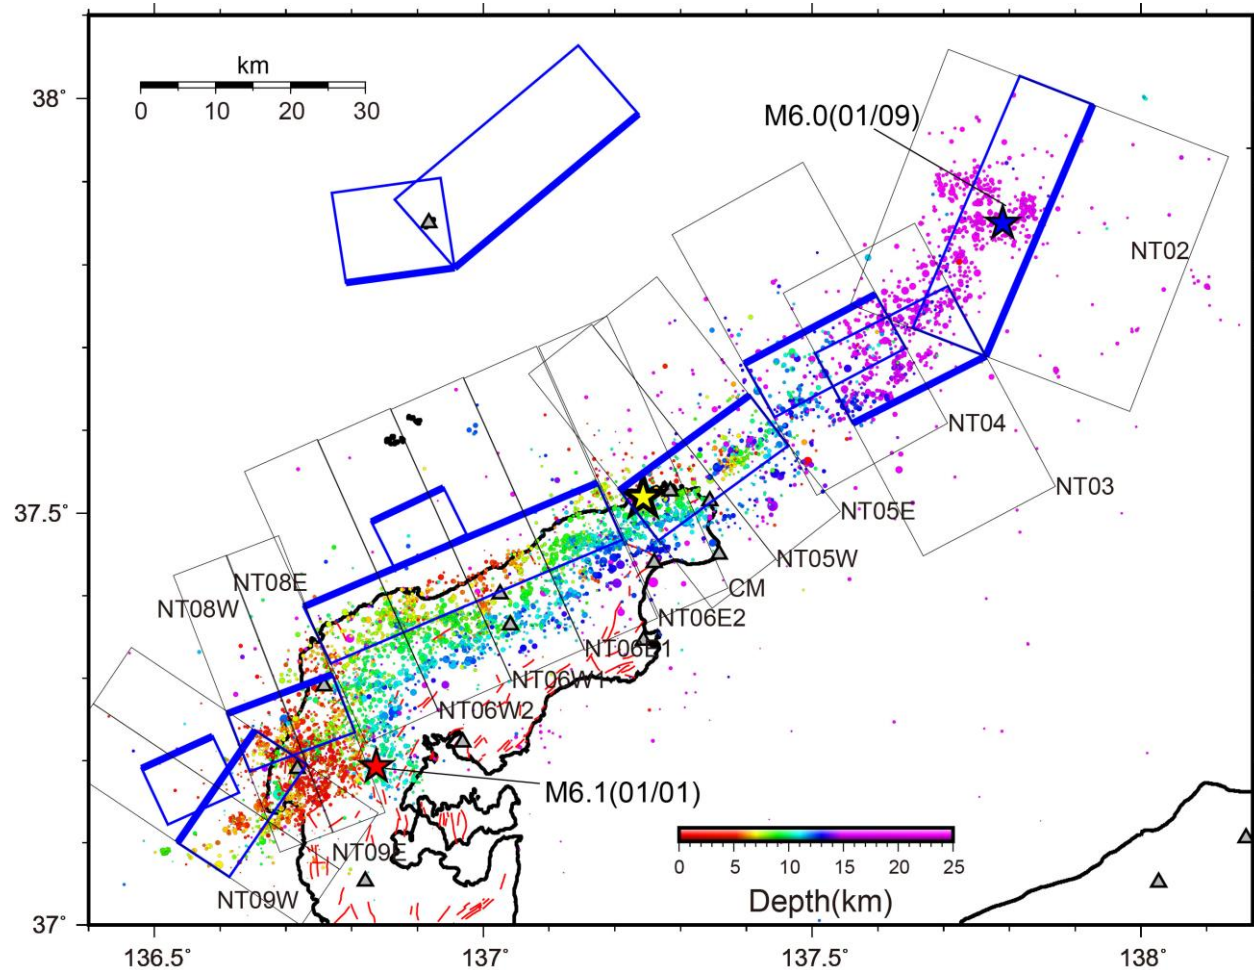 km
0 10 20 30
38°
M6.0(01/09)
NT02
NT04
NT03
37.5°
NT05E
NT05W
NT08E
CM
NT08W
NT06E2
NT06E1
NT06W1
NT06W2
M6.1(01/01)
NT09E
NT09W
0 5 10 15 20 25
Depth(km)
37°
136.5° 137° 137.5° 138°